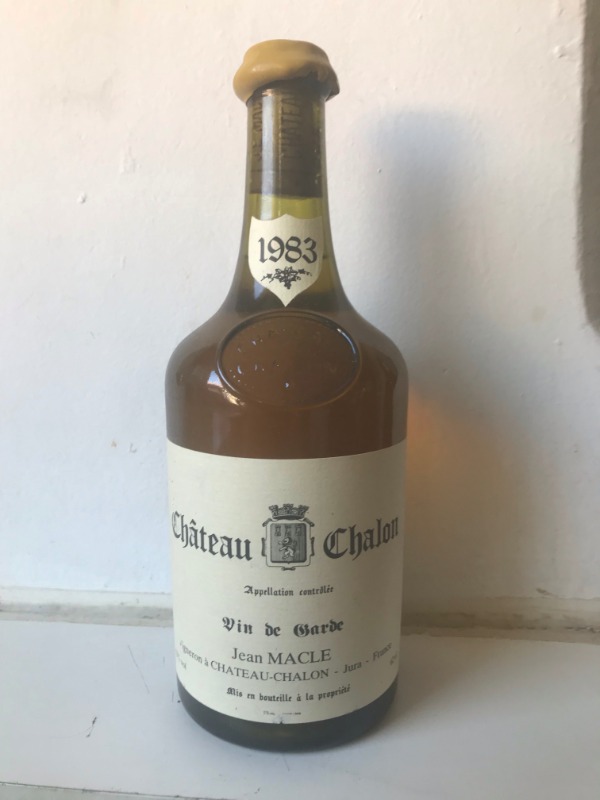 1983
Château Chalon
Appellation contrôlée
Vin de Garde
Jean MACLE
à CHATEAU-CHALON - Jura - France
Mis en bouteille à la propriété